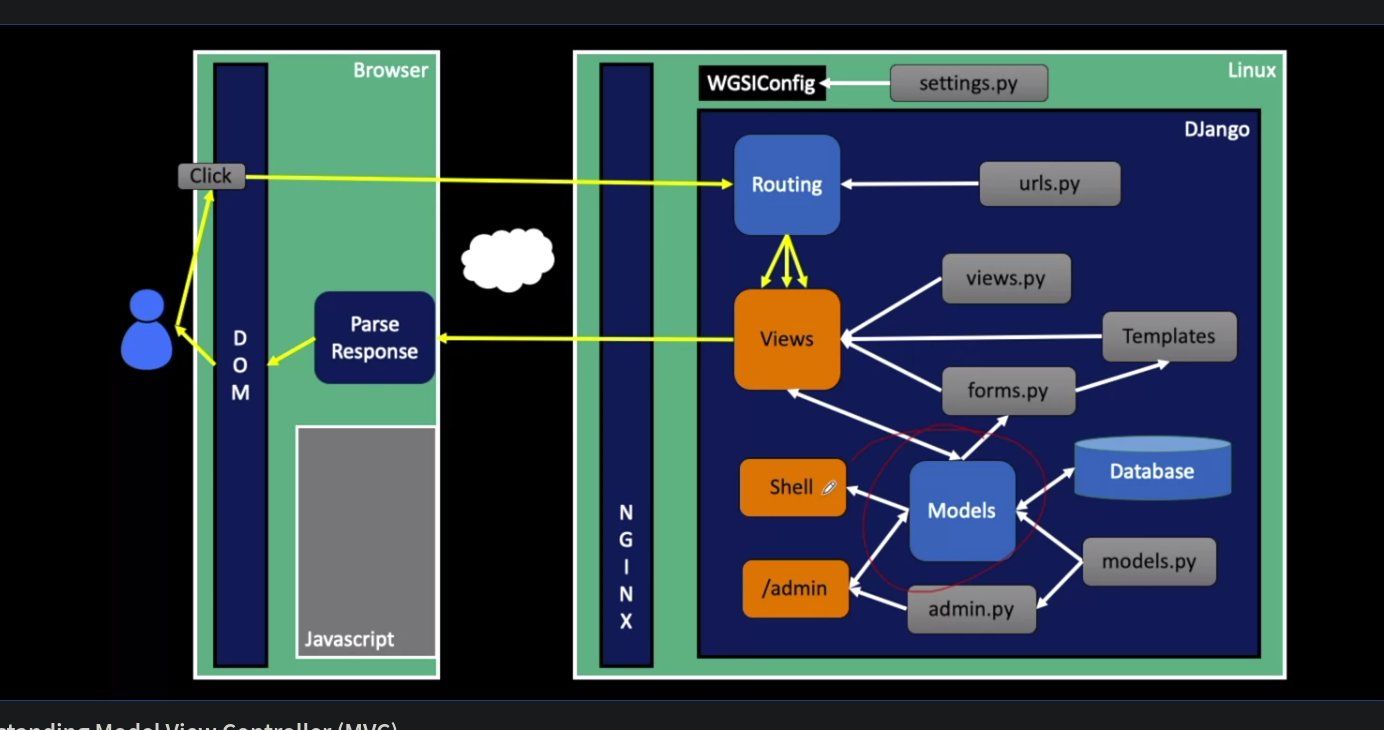 Browser
Linux
WGSIConfig
settings.py
DJango
Click
Routing
urls.py
views.py
Parse
Response
Views
Templates
D
O
M
forms.py
Shell
Models
Database
N
G
I
N
X
/admin
admin.py
models.py
Javascript
standing Model View Controller (MVC)